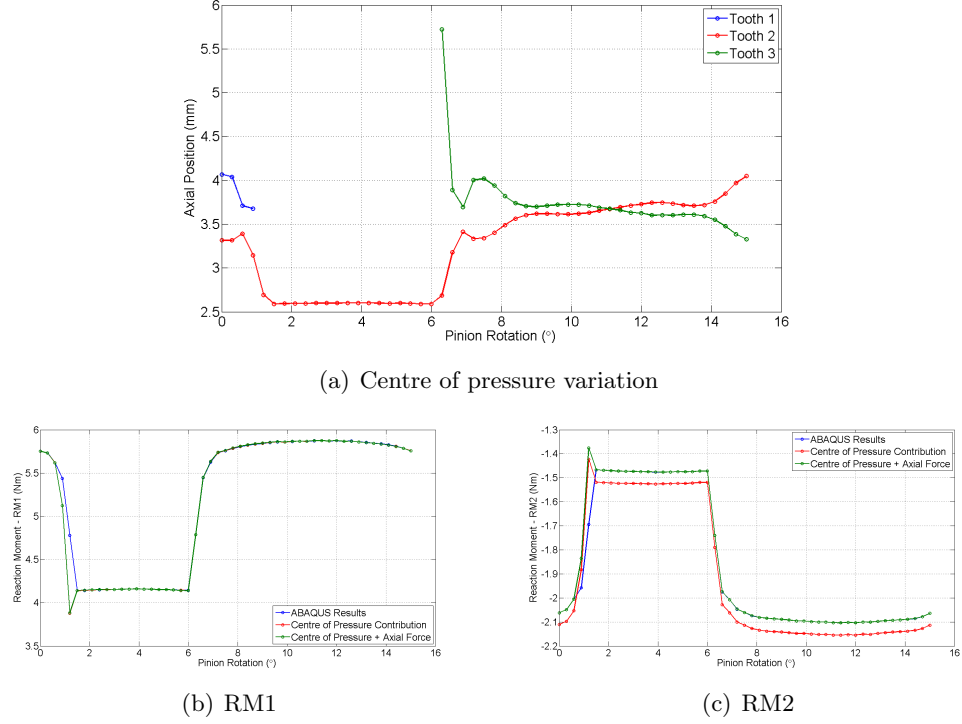 6
5.5
5
4.5
4
3.5
3
2.5
Axial Position (mm)
Tooth 1
Tooth 2
Tooth 3
0 2 4 6 8 10 12 14 16
Pinion Rotation (°)
(a) Centre of pressure variation
6
5.5
5
4.5
4
3.5
Reaction Moment - RM1 (Nm)
ABAQUS Results
Centre of Pressure Contribution
Centre of Pressure + Axial Force
0 2 4 6 8 10 12 14 16
Pinion Rotation (°)
(b) RM1
-1.3
-1.4
-1.5
-1.6
-1.7
-1.8
-1.9
-2
-2.1
-2.2
Reaction Moment - RM2 (Nm)
ABAQUS Results
Centre of Pressure Contribution
Centre of Pressure + Axial Force
0 2 4 6 8 10 12 14 16
Pinion Rotation (°)
(c) RM2